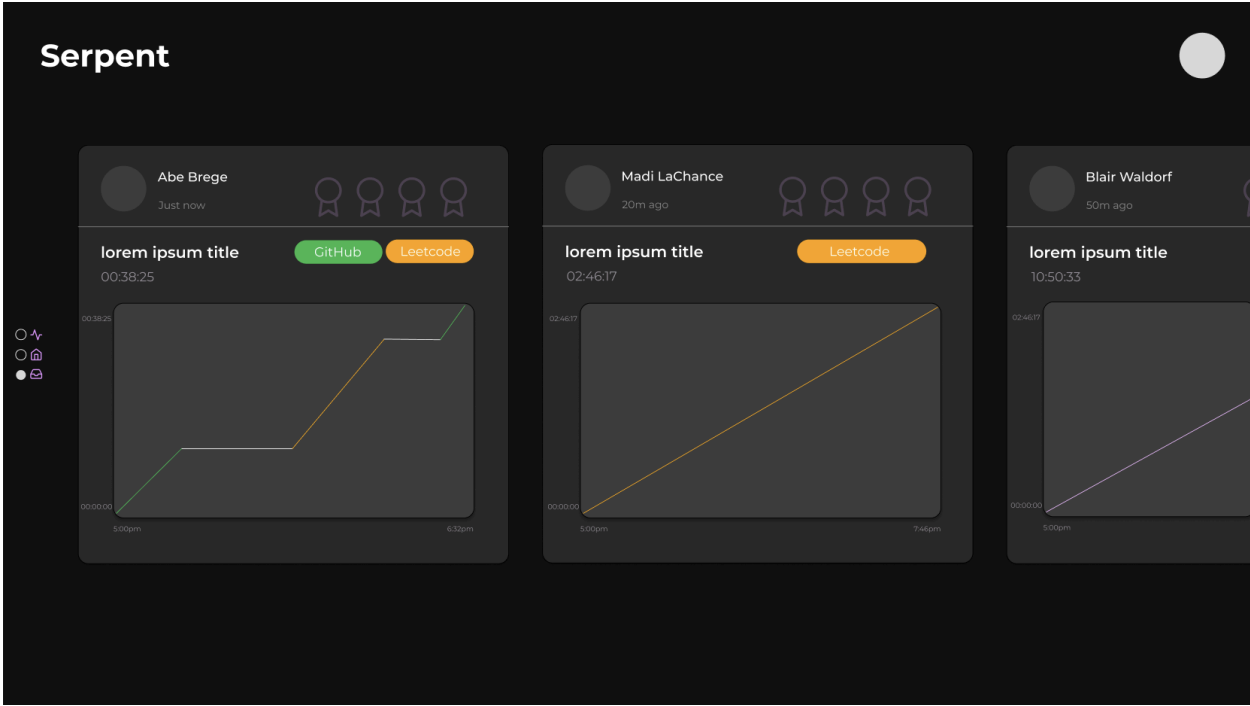 Serpent
Abe Brege
Just now
lorem ipsum title
GitHub
Leetcode
00:38:25
00:38:25
00:00:00
5:00pm
6:32pm
Madi LaChance
20m ago
lorem ipsum title
Leetcode
02:46:17
02:46:17
00:00:00
5:00pm
7:46pm
Blair Waldorf
50m ago
lorem ipsum title
10:50:33
02:46:17
00:00:00
5:00pm